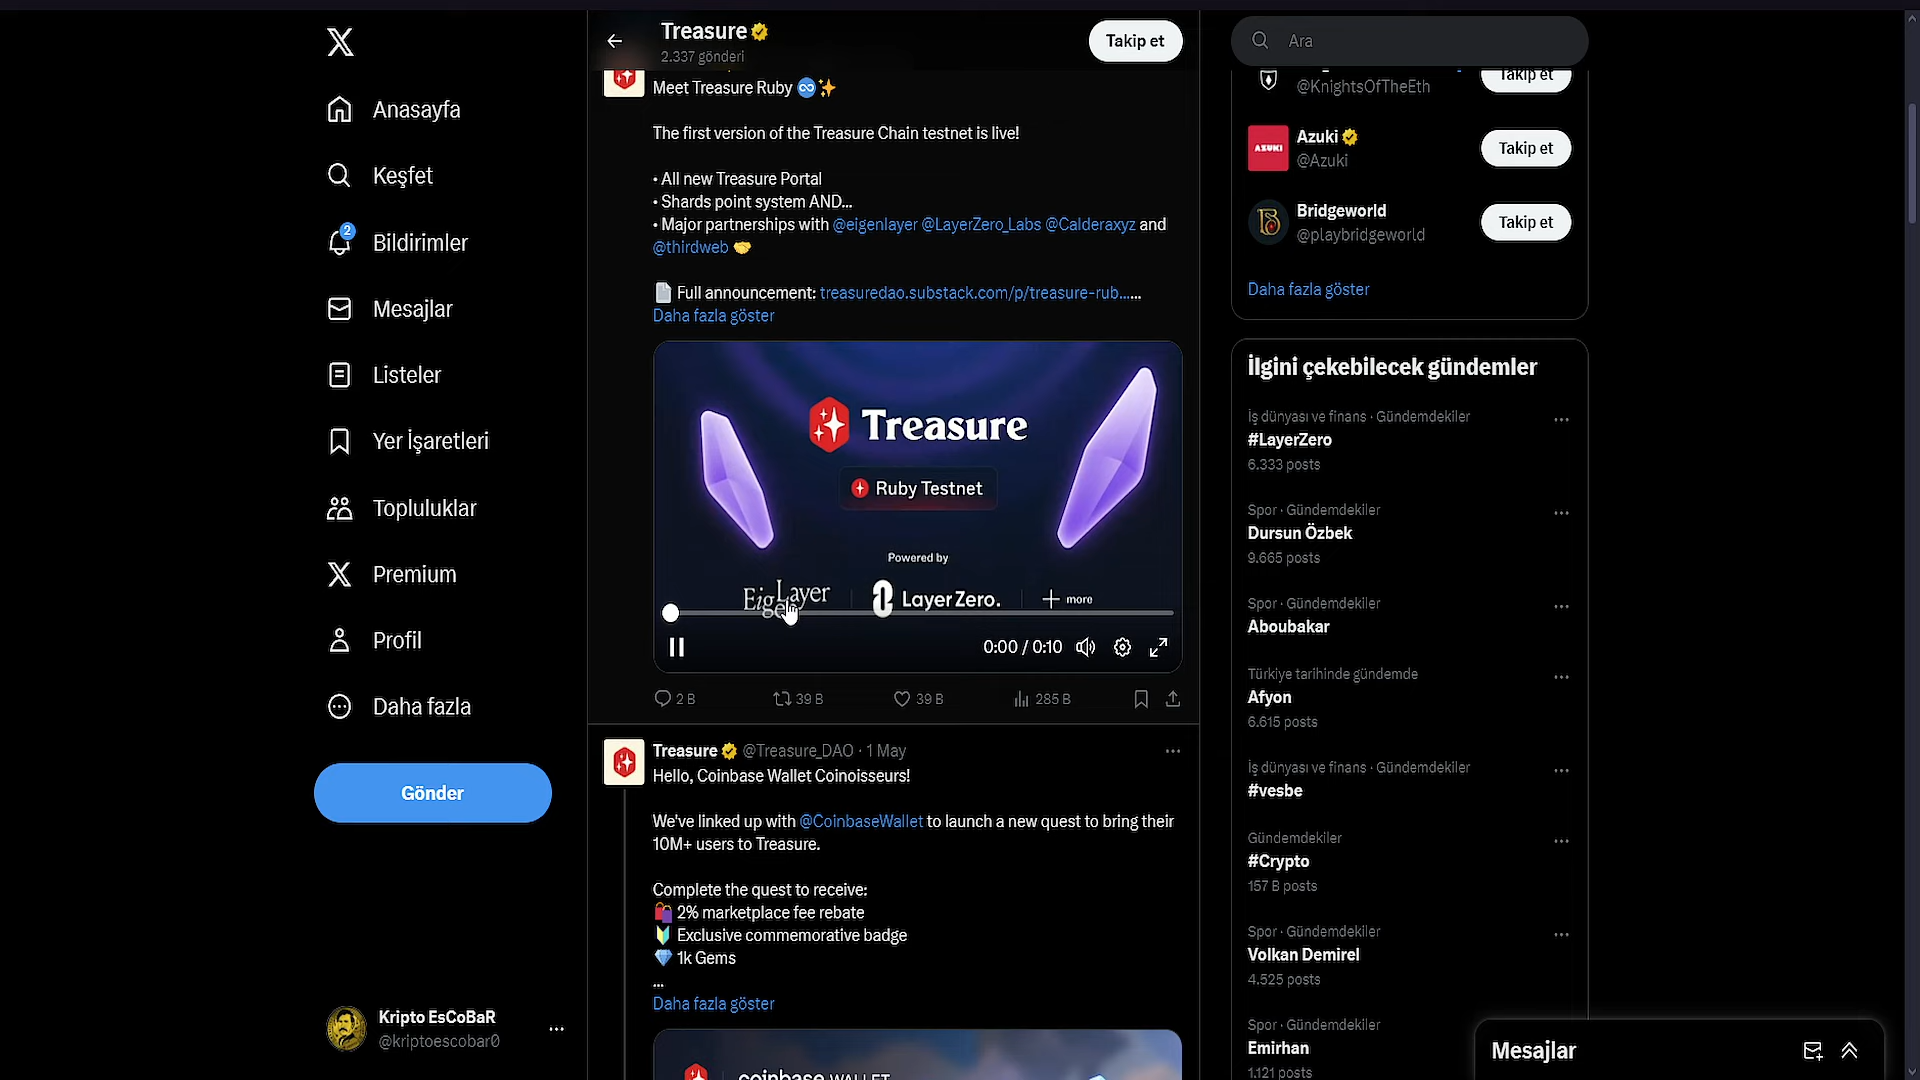 Anasayfa
Keşfet
2
Bildirimler
Mesajlar
Listeler
Yer İşaretleri
Topluluklar
Premium
Profil
Daha fazla
Gönder
Kripto EsCoBaR
@kriptoescobar0
Treasure
2.337 gönderi
Takip et
Meet Treasure Ruby
The first version of the Treasure Chain testnet is live!
• All new Treasure Portal
• Shards point system AND...
• Major partnerships with @eigenlayer @LayerZero_Labs @Calderaxyz and
@thirdweb
Full announcement: treasuredao.substack.com/p/treasure-rub......
Daha fazla göster
Treasure
Ruby Testnet
Powered by
EigenLayer
LayerZero.
+ more
0:00 / 0:10
2 B
39 B
39 B
285 B
Treasure @Treasure_DAO · 1 May
Hello, Coinbase Wallet Coinoisseurs!
We've linked up with @CoinbaseWallet to launch a new quest to bring their
10M+ users to Treasure.
Complete the quest to receive:
2% marketplace fee rebate
Exclusive commemorative badge
1k Gems
...
Daha fazla göster
coinbase WALLET
Ara
@KnightsOfTheEth
Takip et
AZUKI
Azuki
@Azuki
Takip et
Bridgeworld
@playbridgeworld
Takip et
Daha fazla göster
İlgini çekebilecek gündemler
İş dünyası ve finans · Gündemdekiler
#LayerZero
6.333 posts
Spor · Gündemdekiler
Dursun Özbek
9.665 posts
Spor · Gündemdekiler
Aboubakar
Türkiye tarihinde gündemde
Afyon
6.615 posts
İş dünyası ve finans · Gündemdekiler
#vesbe
Gündemdekiler
#Crypto
157 B posts
Spor · Gündemdekiler
Volkan Demirel
4.525 posts
Spor · Gündemdekiler
Emirhan
1.121 posts
Mesajlar